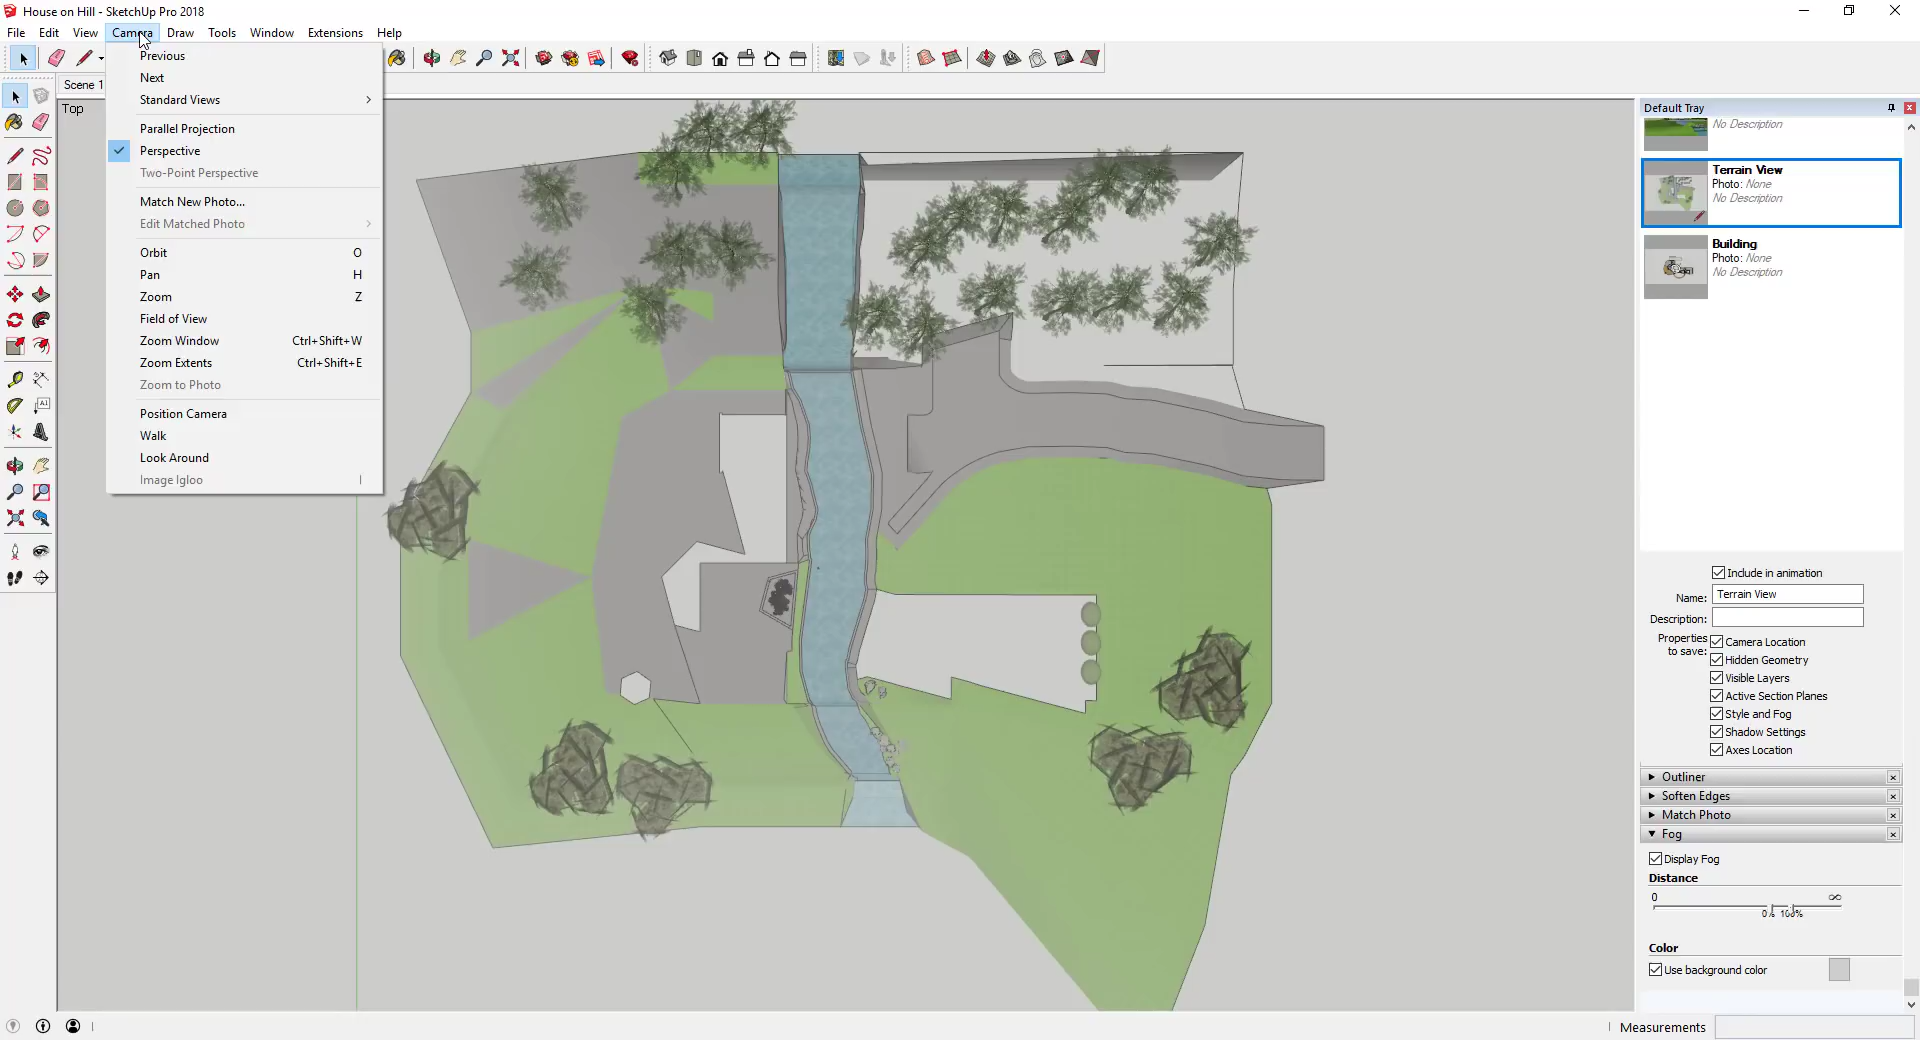 House on Hill - SketchUp Pro 2018
File Edit View Camera Draw Tools Window Extensions Help
Scene 1
Top
Previous
Next
Standard Views
Parallel Projection
Perspective
Two-Point Perspective
Match New Photo...
Edit Matched Photo
Orbit O
Pan H
Zoom Z
Field of View
Zoom Window Ctrl+Shift+W
Zoom Extents Ctrl+Shift+E
Zoom to Photo
Position Camera
Walk
Look Around
Image Igloo I
Default Tray
No Description
Terrain View
Photo: None
No Description
Building
Photo: None
No Description
Include in animation
Name: Terrain View
Description:
Properties to save:
Camera Location
Hidden Geometry
Visible Layers
Active Section Planes
Style and Fog
Shadow Settings
Axes Location
Outliner
Soften Edges
Match Photo
Fog
Display Fog
Distance
0 ∞
0% 100%
Color
Use background color
Measurements